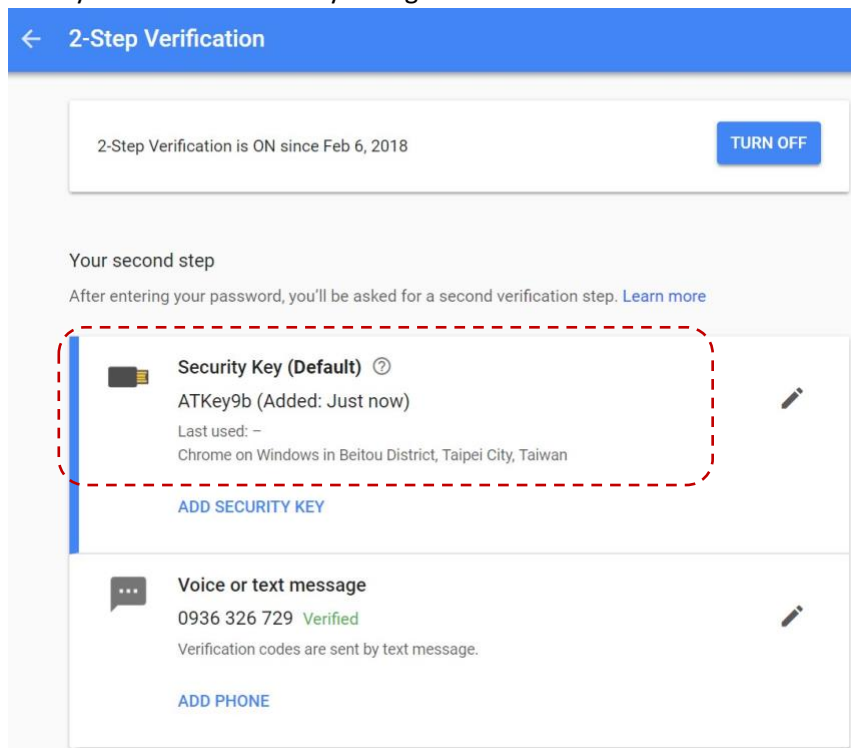 2-Step Verification
2-Step Verification is ON since Feb 6, 2018
TURN OFF
Your second step
After entering your password, you'll be asked for a second verification step. Learn more
Security Key (Default) ?
ATKey9b (Added: Just now)
Last used: –
Chrome on Windows in Beitou District, Taipei City, Taiwan
ADD SECURITY KEY
Voice or text message
0936 326 729 Verified
Verification codes are sent by text message.
ADD PHONE